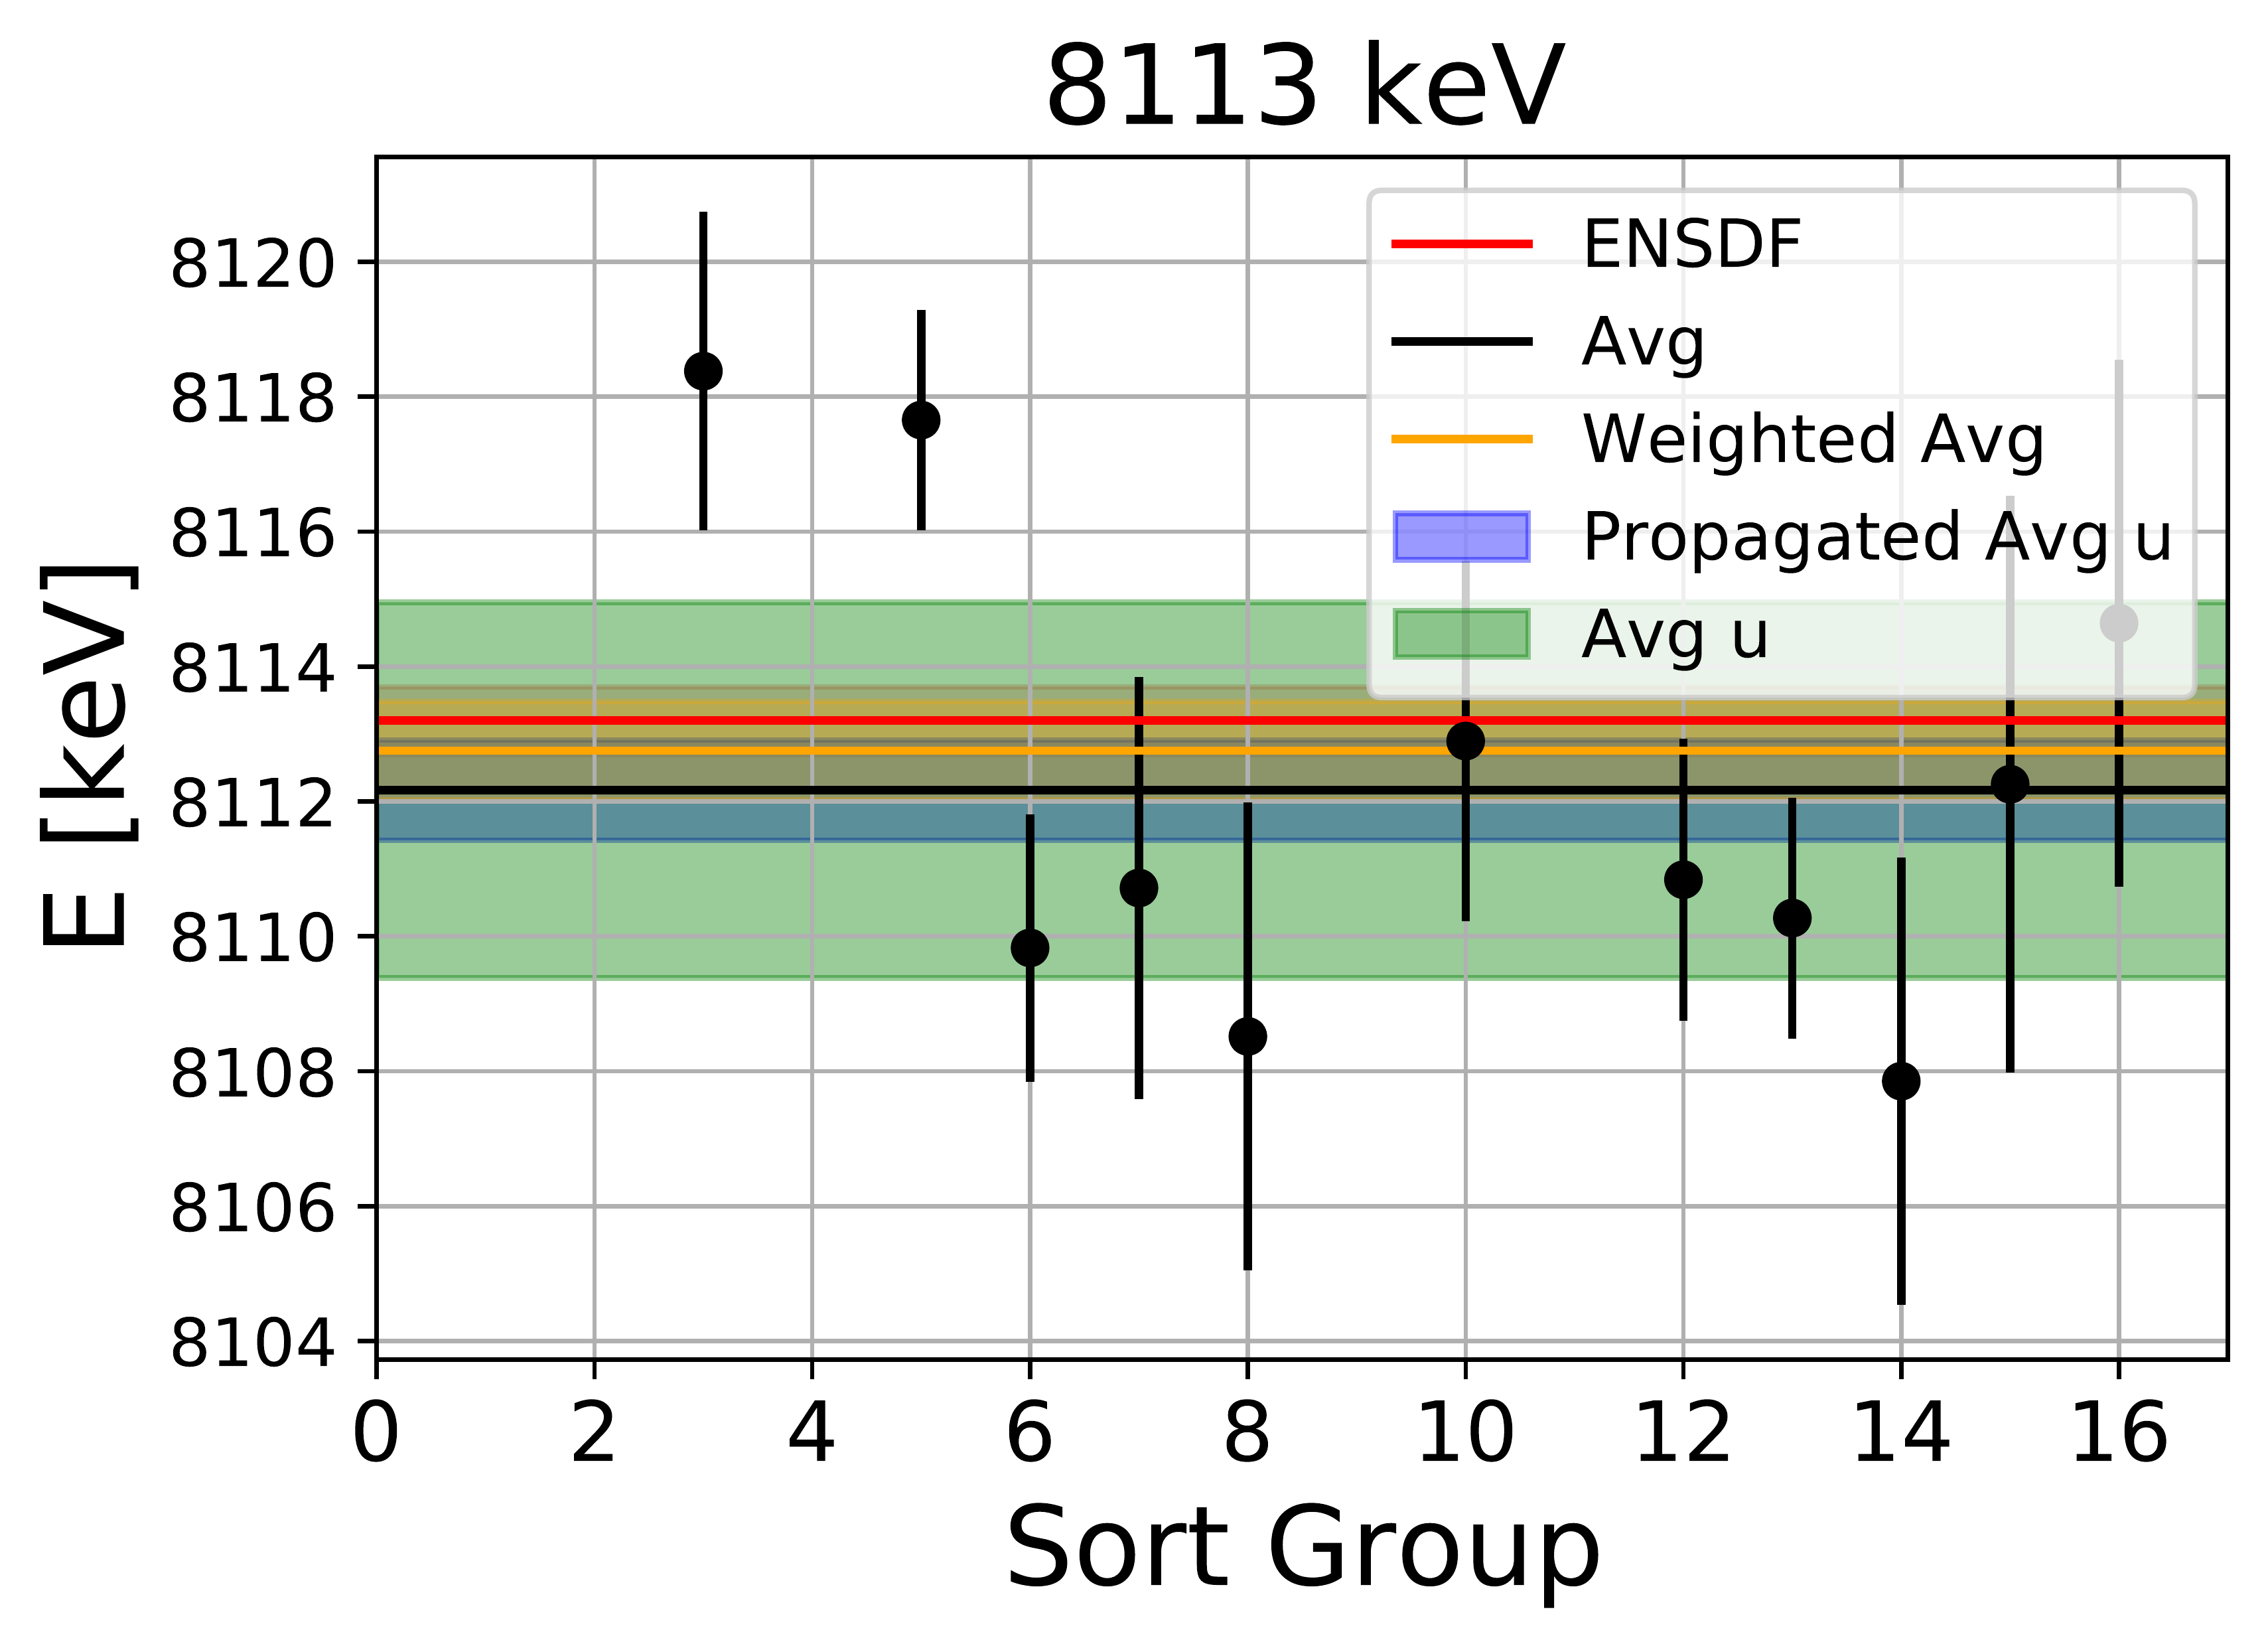 8113 keV
E [keV]
8120
8118
8116
8114
8112
8110
8108
8106
8104
ENSDF
Avg
Weighted Avg
Propagated Avg u
Avg u
0 2 4 6 8 10 12 14 16
Sort Group